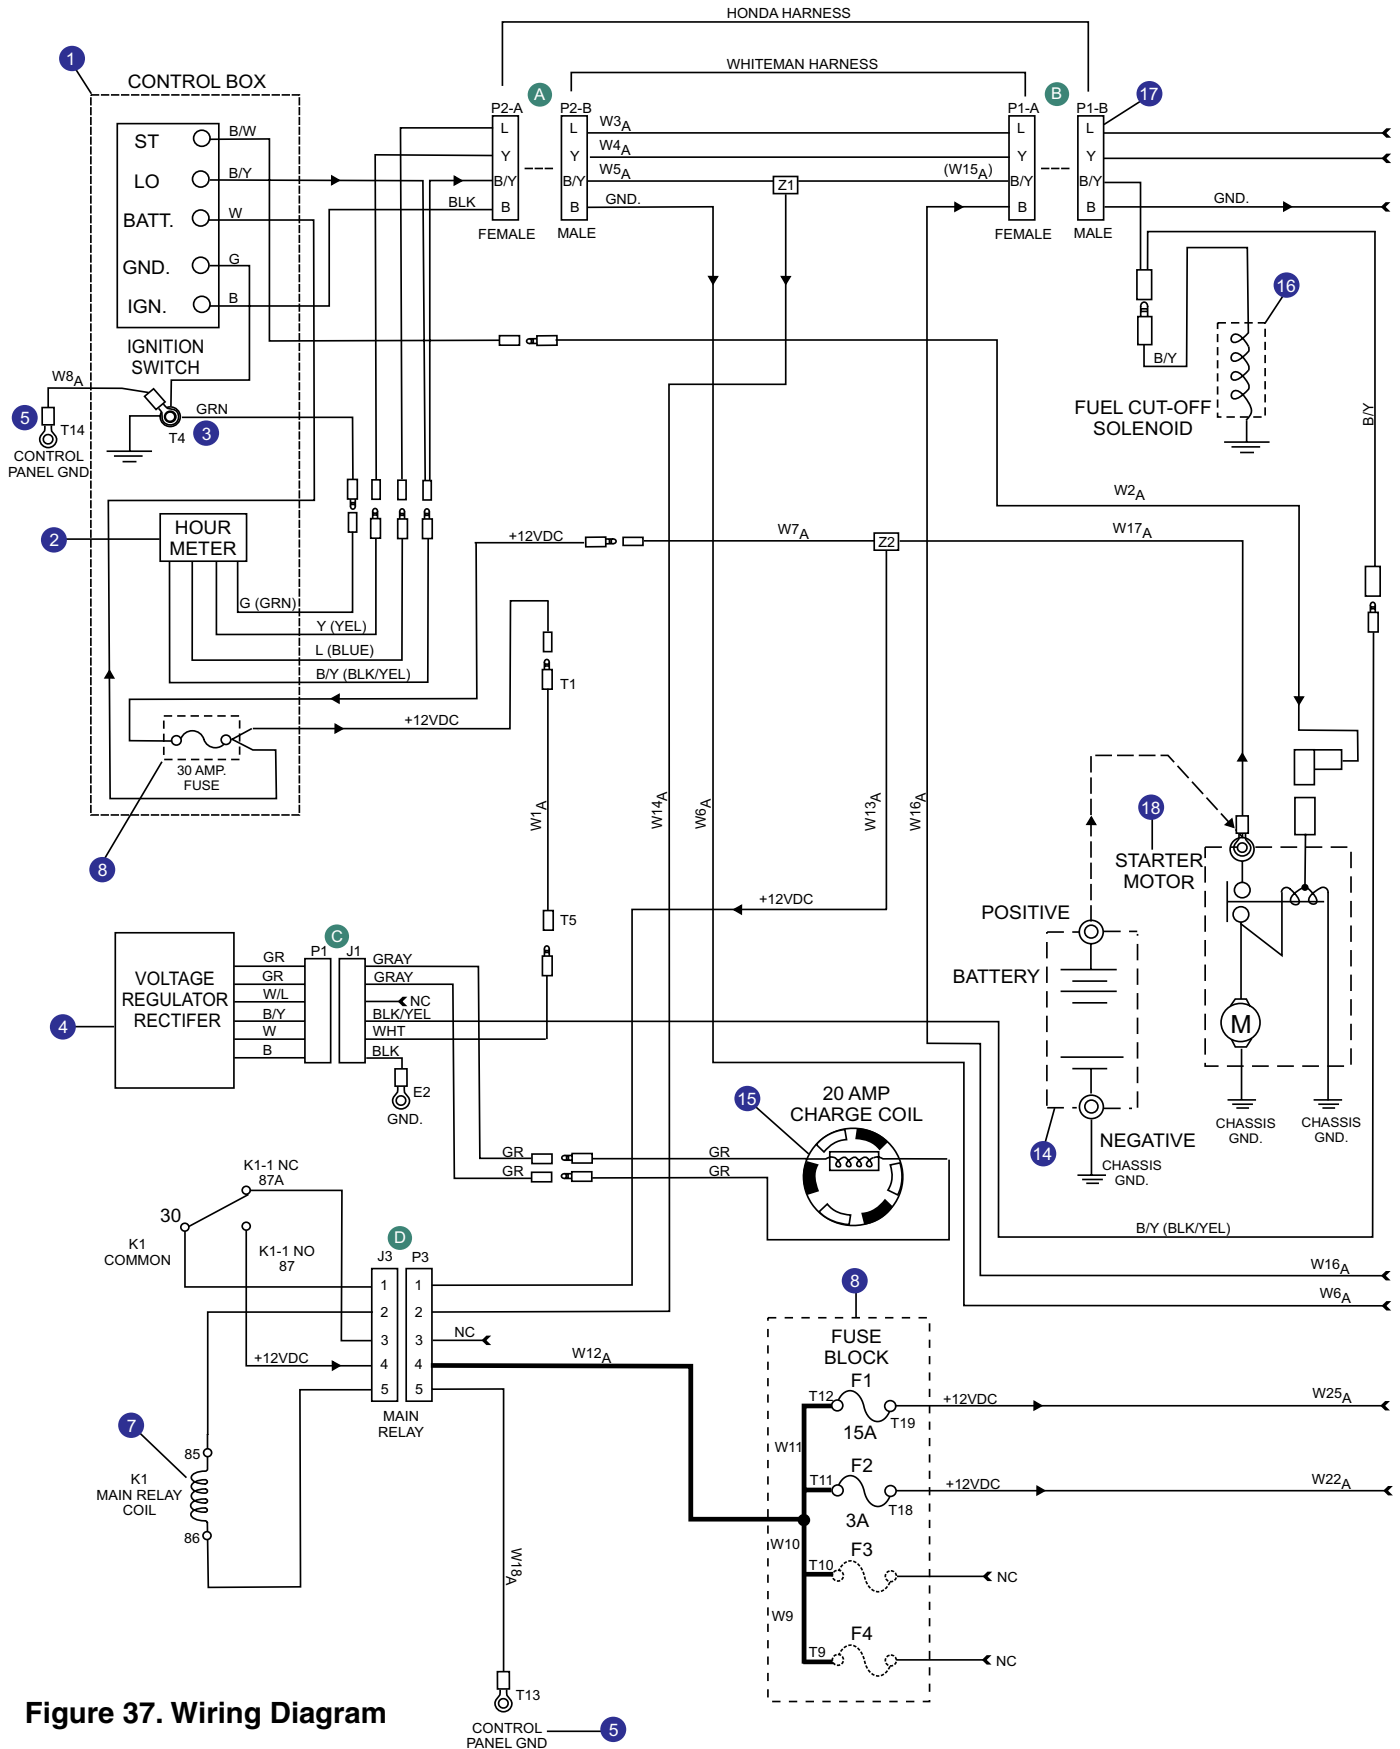 HONDA HARNESS
1
WHITEMAN HARNESS
CONTROL BOX
A
B
17
P2-A
P2-B
P1-A
P1-B
ST
B/W
L
L
W3A
L
L
W4A
Y
Y
Y
Y
LO
B/Y
B/Y
B/Y
W5A
Z1
(W15A)
B/Y
B/Y
BATT.
W
BLK
B
B
GND.
B
B
GND.
FEMALE
MALE
FEMALE
MALE
GND.
G
IGN.
B
16
IGNITION
SWITCH
B/Y
W8A
FUEL CUT-OFF
SOLENOID
B/Y
5
T14
GRN
T4
3
CONTROL
PANEL GND
W2A
2
HOUR
METER
+12VDC
W7A
Z2
W17A
G (GRN)
Y (YEL)
L (BLUE)
B/Y (BLK/YEL)
T1
+12VDC
30 AMP.
FUSE
W1A
W14A
W6A
W13A
W16A
18
8
STARTER
MOTOR
+12VDC
T5
POSITIVE
C
P1
J1
4
VOLTAGE
REGULATOR
RECTIFER
GR
GR
W/L
B/Y
W
B
GRAY
GRAY
NC
BLK/YEL
WHT
BLK
E2
GND.
BATTERY
M
15
20 AMP
CHARGE COIL
CHASSIS
GND.
CHASSIS
GND.
14
NEGATIVE
CHASSIS
GND.
GR
GR
GR
GR
K1-1 NC
87A
30
K1
COMMON
K1-1 NO
87
D
J3
P3
B/Y (BLK/YEL)
1
1
2
2
3
3
4
4
5
5
NC
+12VDC
MAIN
RELAY
W12A
W16A
W6A
8
FUSE
BLOCK
F1
T12
T19
15A
+12VDC
W25A
W11
F2
T11
T18
3A
+12VDC
W22A
7
85
K1
MAIN RELAY
COIL
86
W10
F3
T10
NC
W18A
W9
F4
T9
NC
T13
CONTROL
PANEL GND
5
Figure 37. Wiring Diagram